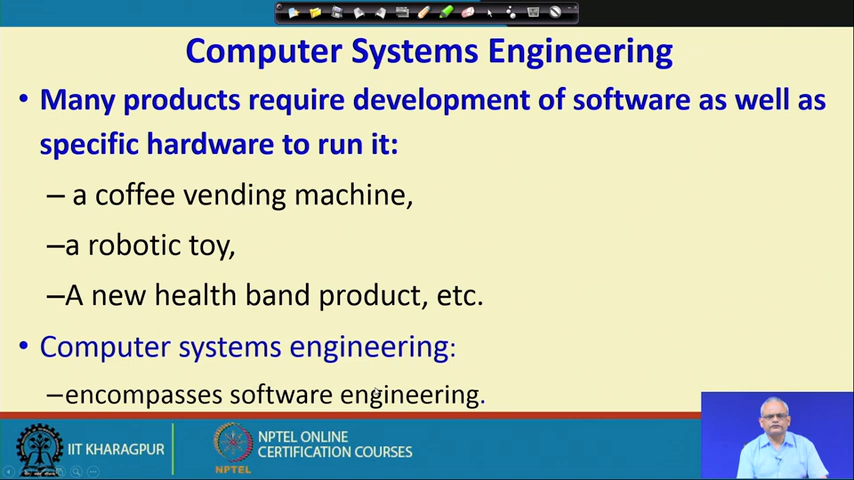 Computer Systems Engineering
• Many products require development of software as well as
specific hardware to run it:
– a coffee vending machine,
–a robotic toy,
–A new health band product, etc.
• Computer systems engineering:
–encompasses software engineering.
IIT KHARAGPUR
NPTEL
NPTEL ONLINE
CERTIFICATION COURSES